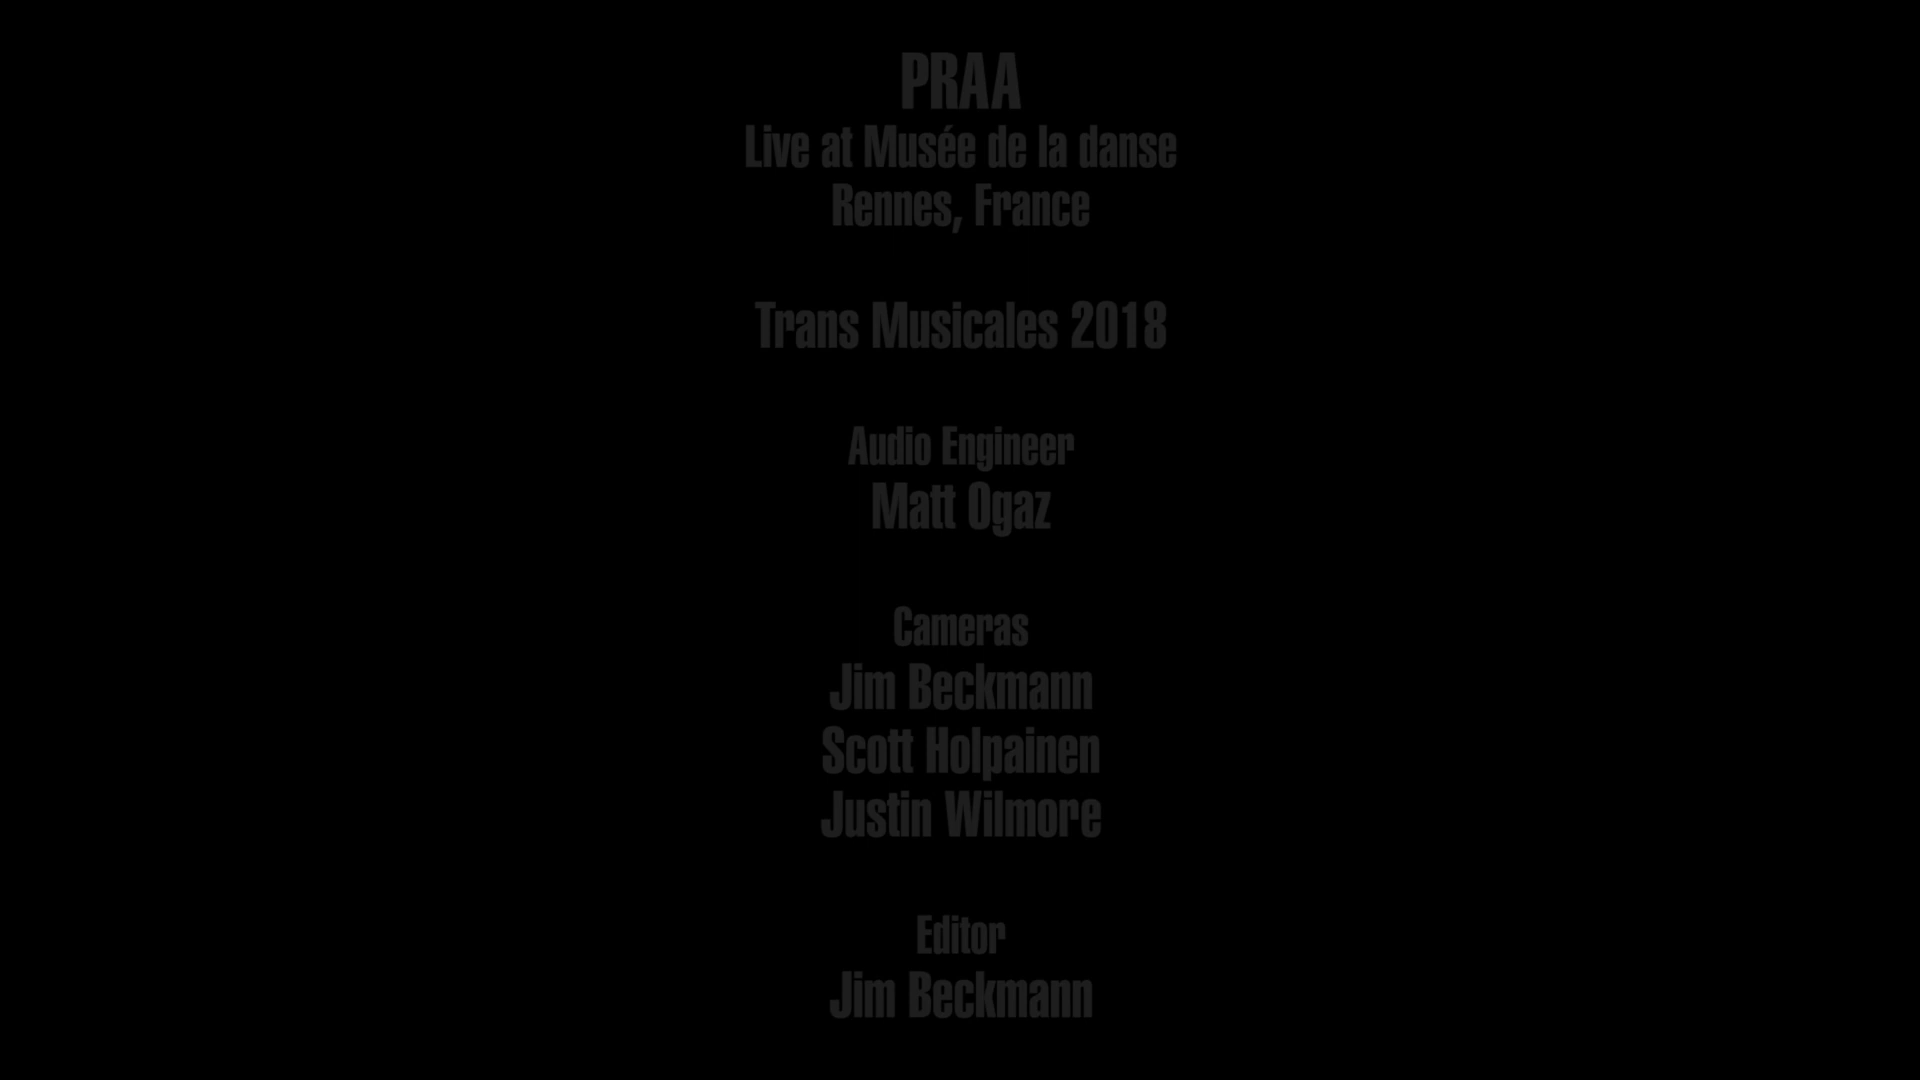 PRAA
Live at Musée de la danse
Rennes, France
Trans Musicales 2018
Audio Engineer
Matt Ogaz
Cameras
Jim Beckmann
Scott Holpainen
Justin Wilmore
Editor
Jim Beckmann